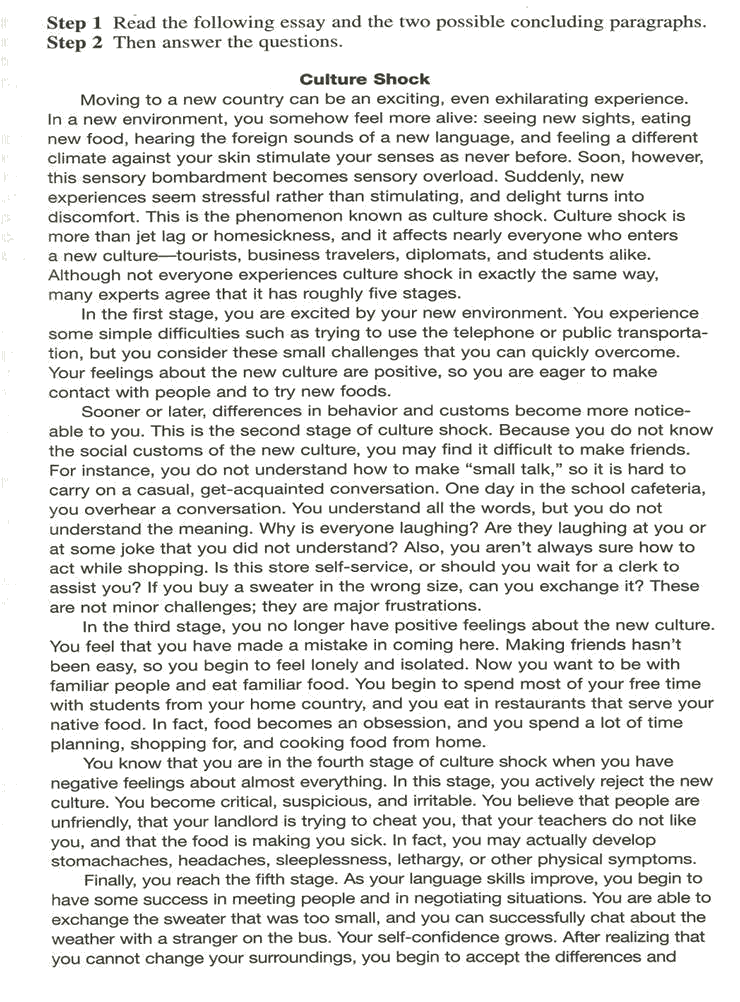 Step 1 Read the following essay and the two possible concluding paragraphs.
Step 2 Then answer the questions.
Culture Shock
Moving to a new country can be an exciting, even exhilarating experience.
In a new environment, you somehow feel more alive: seeing new sights, eating
new food, hearing the foreign sounds of a new language, and feeling a different
climate against your skin stimulate your senses as never before. Soon, however,
this sensory bombardment becomes sensory overload. Suddenly, new
experiences seem stressful rather than stimulating, and delight turns into
discomfort. This is the phenomenon known as culture shock. Culture shock is
more than jet lag or homesickness, and it affects nearly everyone who enters
a new culture—tourists, business travelers, diplomats, and students alike.
Although not everyone experiences culture shock in exactly the same way,
many experts agree that it has roughly five stages.
In the first stage, you are excited by your new environment. You experience
some simple difficulties such as trying to use the telephone or public transporta-
tion, but you consider these small challenges that you can quickly overcome.
Your feelings about the new culture are positive, so you are eager to make
contact with people and to try new foods.
Sooner or later, differences in behavior and customs become more notice-
able to you. This is the second stage of culture shock. Because you do not know
the social customs of the new culture, you may find it difficult to make friends.
For instance, you do not understand how to make “small talk,” so it is hard to
carry on a casual, get-acquainted conversation. One day in the school cafeteria,
you overhear a conversation. You understand all the words, but you do not
understand the meaning. Why is everyone laughing? Are they laughing at you or
at some joke that you did not understand? Also, you aren’t always sure how to
act while shopping. Is this store self-service, or should you wait for a clerk to
assist you? If you buy a sweater in the wrong size, can you exchange it? These
are not minor challenges; they are major frustrations.
In the third stage, you no longer have positive feelings about the new culture.
You feel that you have made a mistake in coming here. Making friends hasn’t
been easy, so you begin to feel lonely and isolated. Now you want to be with
familiar people and eat familiar food. You begin to spend most of your free time
with students from your home country, and you eat in restaurants that serve your
native food. In fact, food becomes an obsession, and you spend a lot of time
planning, shopping for, and cooking food from home.
You know that you are in the fourth stage of culture shock when you have
negative feelings about almost everything. In this stage, you actively reject the new
culture. You become critical, suspicious, and irritable. You believe that people are
unfriendly, that your landlord is trying to cheat you, that your teachers do not like
you, and that the food is making you sick. In fact, you may actually develop
stomachaches, headaches, sleeplessness, lethargy, or other physical symptoms.
Finally, you reach the fifth stage. As your language skills improve, you begin to
have some success in meeting people and in negotiating situations. You are able to
exchange the sweater that was too small, and you can successfully chat about the
weather with a stranger on the bus. Your self-confidence grows. After realizing that
you cannot change your surroundings, you begin to accept the differences and